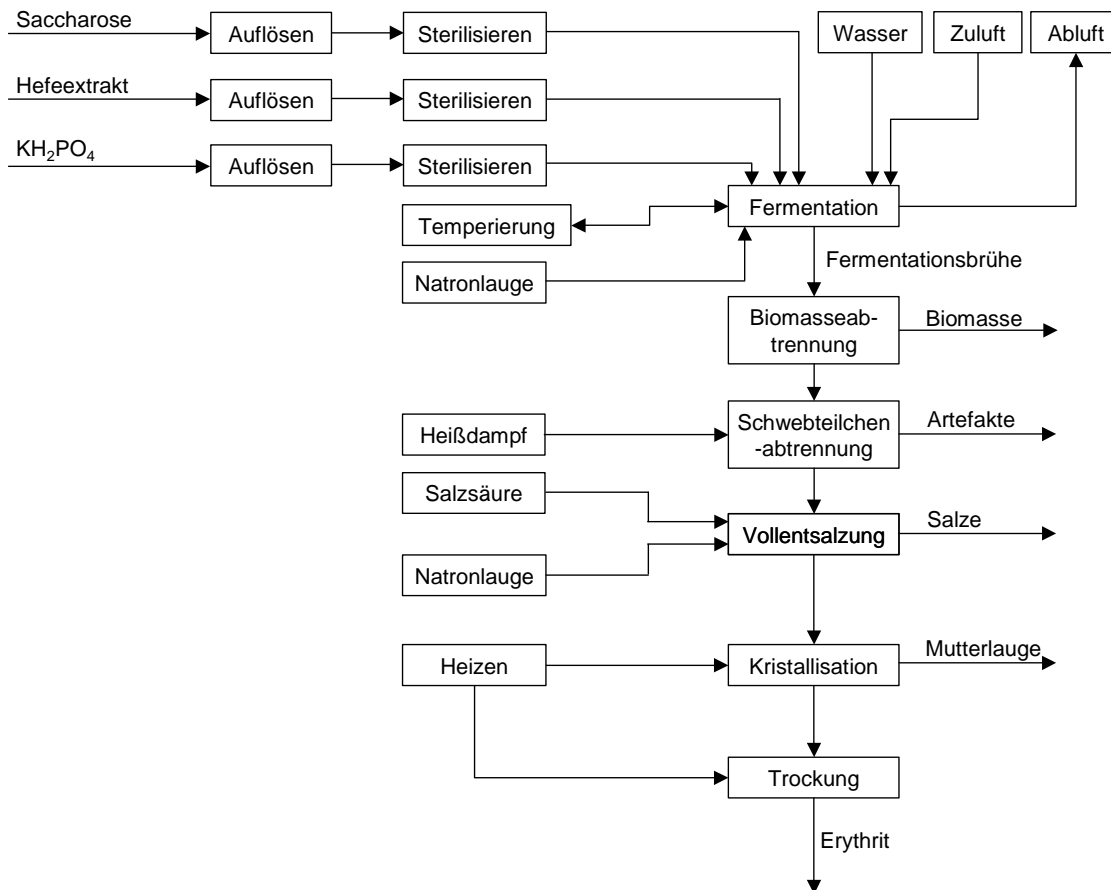 Saccharose
Auflösen
Sterilisieren
Wasser
Zuluft
Abluft
Hefeextrakt
Auflösen
Sterilisieren
KH₂PO₄
Auflösen
Sterilisieren
Fermentation
Temperierung
Fermentationsbrühe
Natronlauge
Biomasseab-
trennung
Biomasse
Heißdampf
Schwebteilchen
-abtrennung
Artefakte
Salzsäure
Vollentsalzung
Salze
Natronlauge
Heizen
Kristallisation
Mutterlauge
Trockung
Erythrit